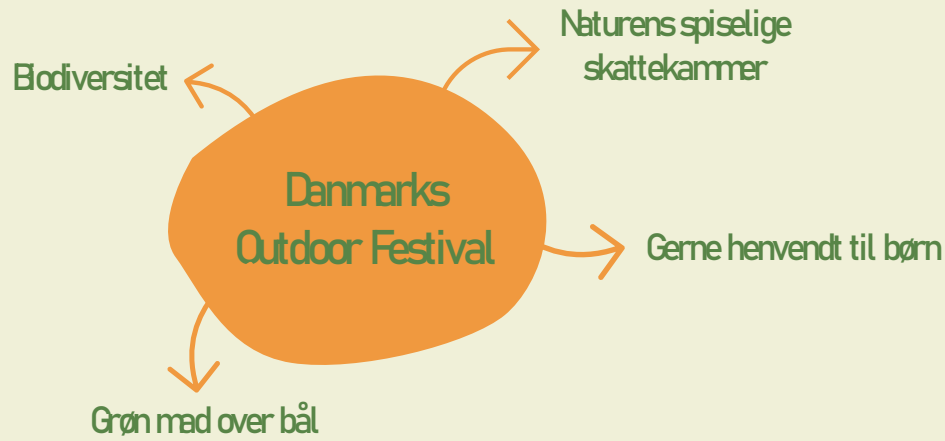 Naturens spiselige
skattekammer
Biodiversitet
Danmarks
Outdoor Festival
Gerne henvendt til børn
Grøn mad over bål